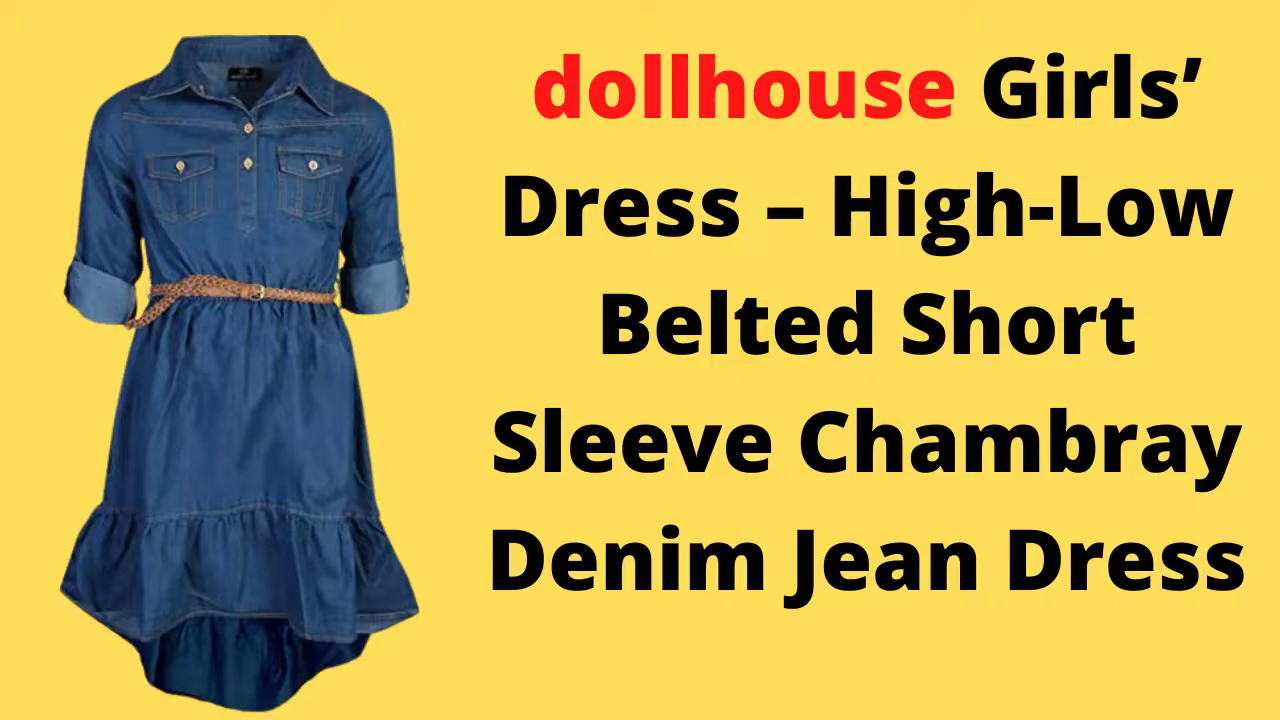 dollhouse Girls’
Dress – High-Low
Belted Short
Sleeve Chambray
Denim Jean Dress